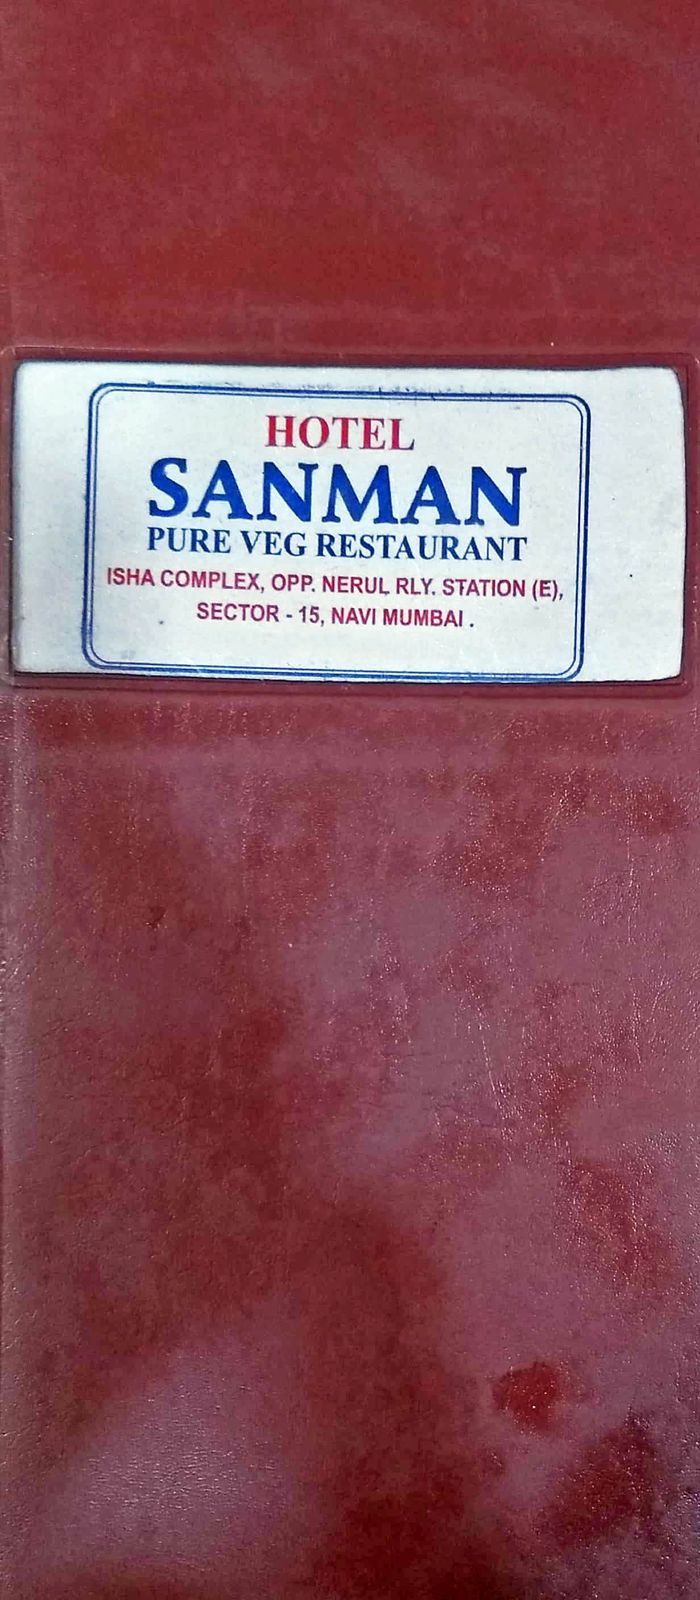 HOTEL
SANMAN
PURE VEG RESTAURANT
ISHA COMPLEX, OPP. NERUL RLY. STATION (E),
SECTOR - 15, NAVI MUMBAI .